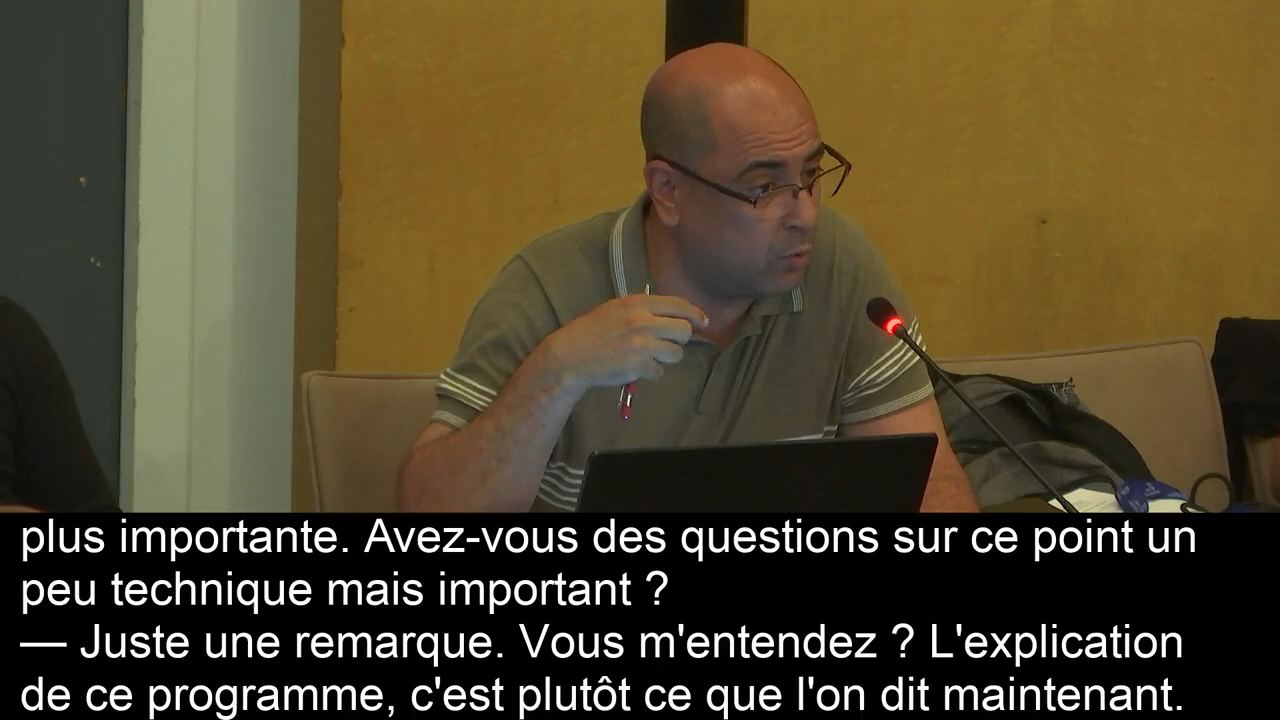 plus importante. Avez-vous des questions sur ce point un
peu technique mais important ?
— Juste une remarque. Vous m'entendez ? L'explication
de ce programme, c'est plutôt ce que l'on dit maintenant.